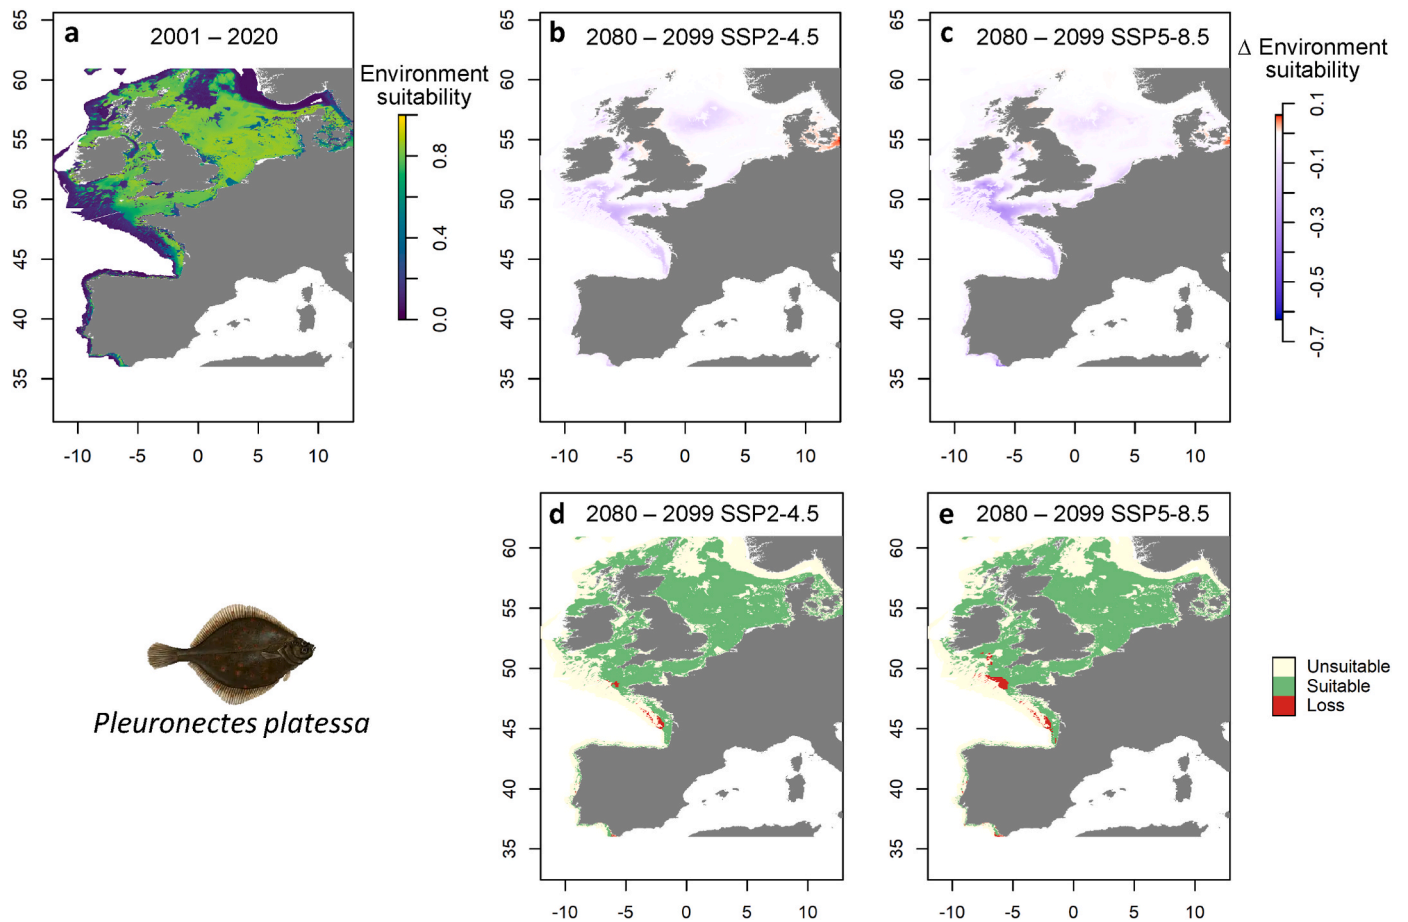 a 2001 – 2020
65
60
55
50
45
40
35
-10 -5 0 5 10
Environment
suitability
0.8
0.4
0.0
b 2080 – 2099 SSP2-4.5
65
60
55
50
45
40
35
-10 -5 0 5 10
c 2080 – 2099 SSP5-8.5
65
60
55
50
45
40
35
-10 -5 0 5 10
Δ Environment
suitability
0.1
-0.1
-0.3
-0.5
-0.7
Pleuronectes platessa
d 2080 – 2099 SSP2-4.5
60
55
50
45
40
35
-10 -5 0 5 10
e 2080 – 2099 SSP5-8.5
60
55
50
45
40
35
-10 -5 0 5 10
Unsuitable
Suitable
Loss